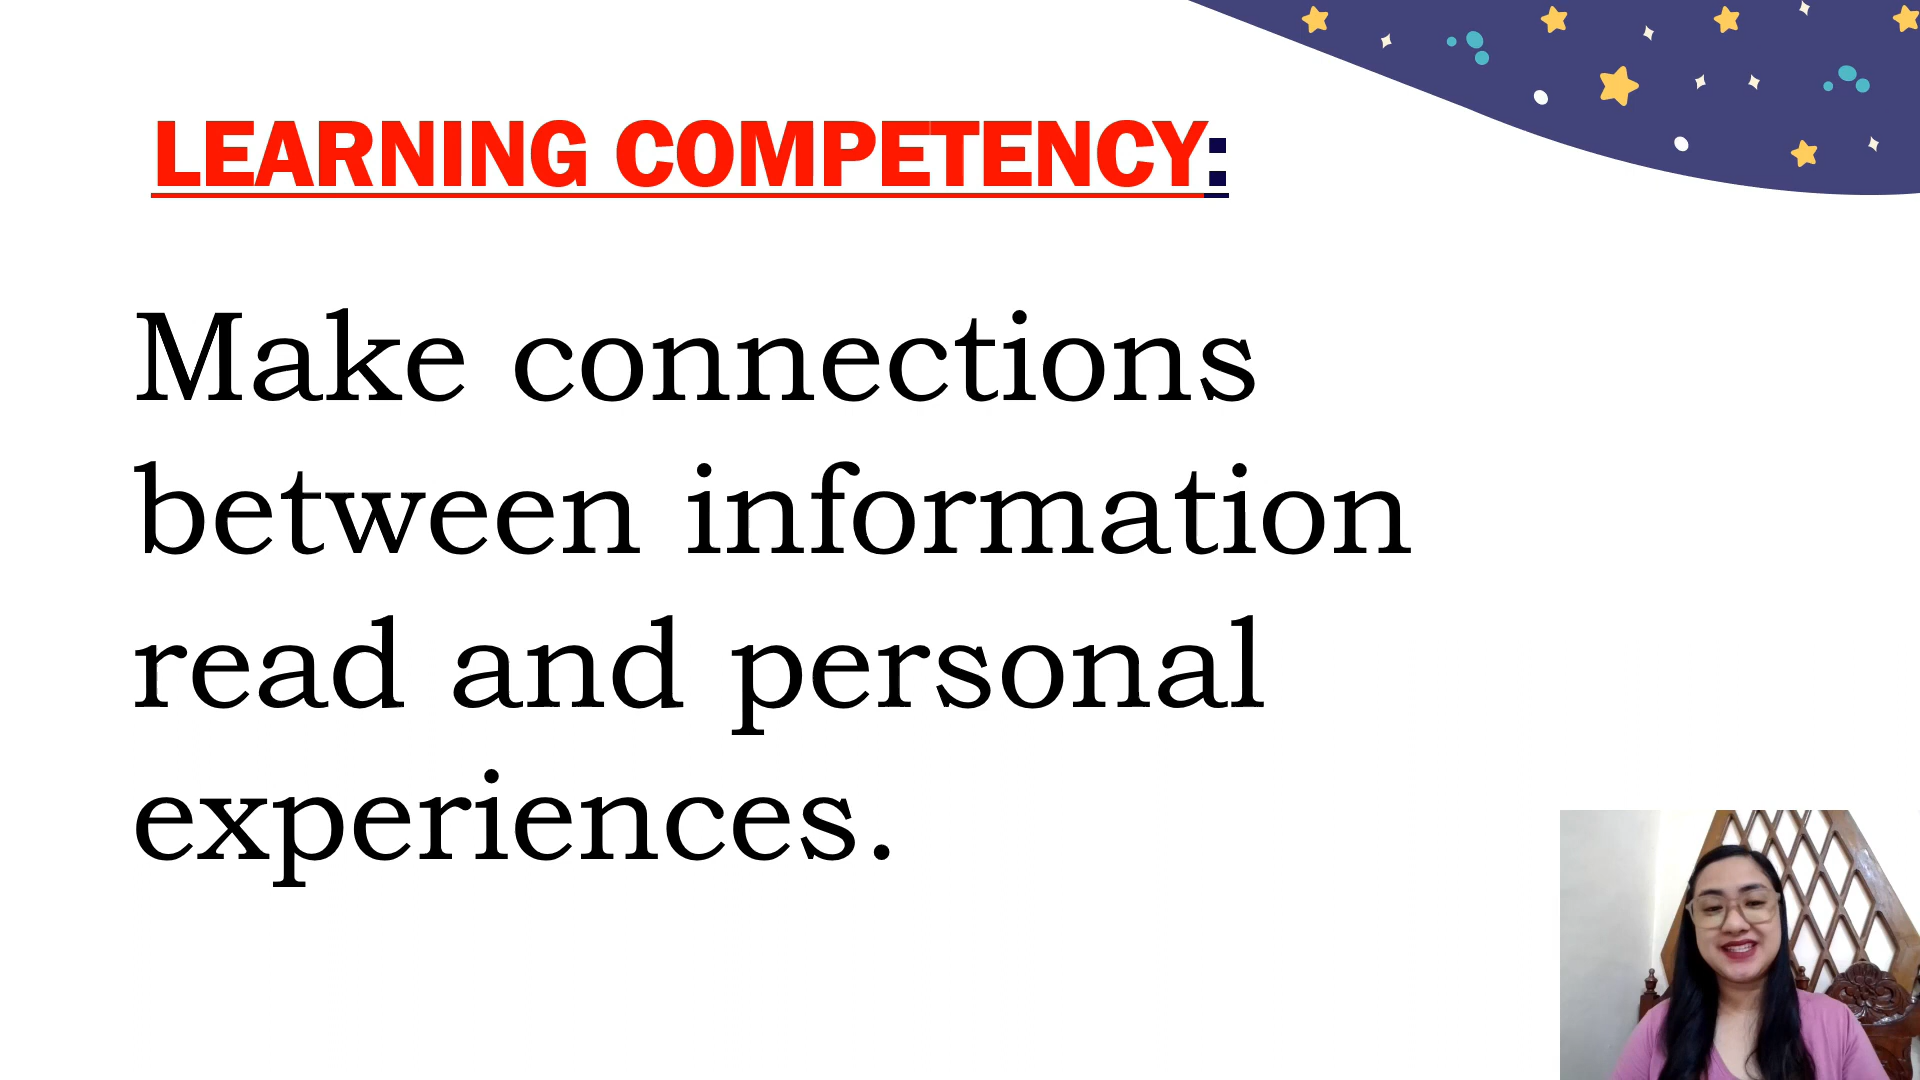 LEARNING COMPETENCY:
Make connections
between information
read and personal
experiences.